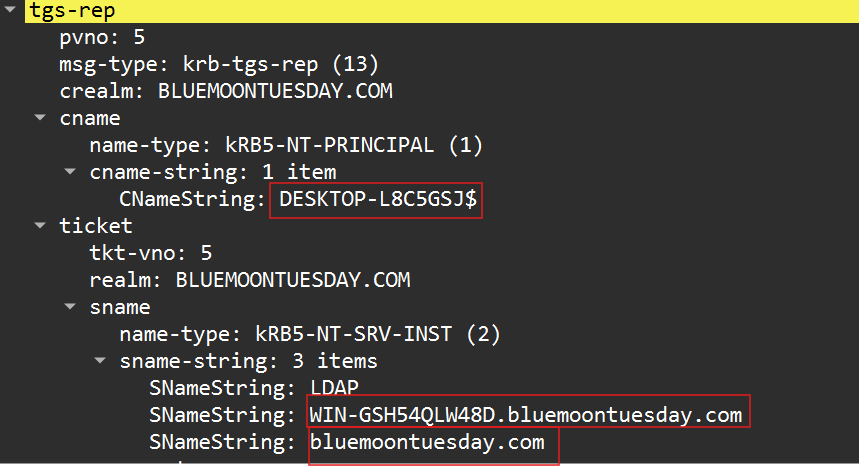 tgs-rep
pvno: 5
msg-type: krb-tgs-rep (13)
crealm: BLUEMOONTUESDAY.COM
cname
name-type: kRB5-NT-PRINCIPAL (1)
cname-string: 1 item
CNameString: DESKTOP-L8C5GSJ$
ticket
tkt-vno: 5
realm: BLUEMOONTUESDAY.COM
sname
name-type: kRB5-NT-SRV-INST (2)
sname-string: 3 items
SNameString: LDAP
SNameString: WIN-GSH54QLW48D.bluemoontuesday.com
SNameString: bluemoontuesday.com